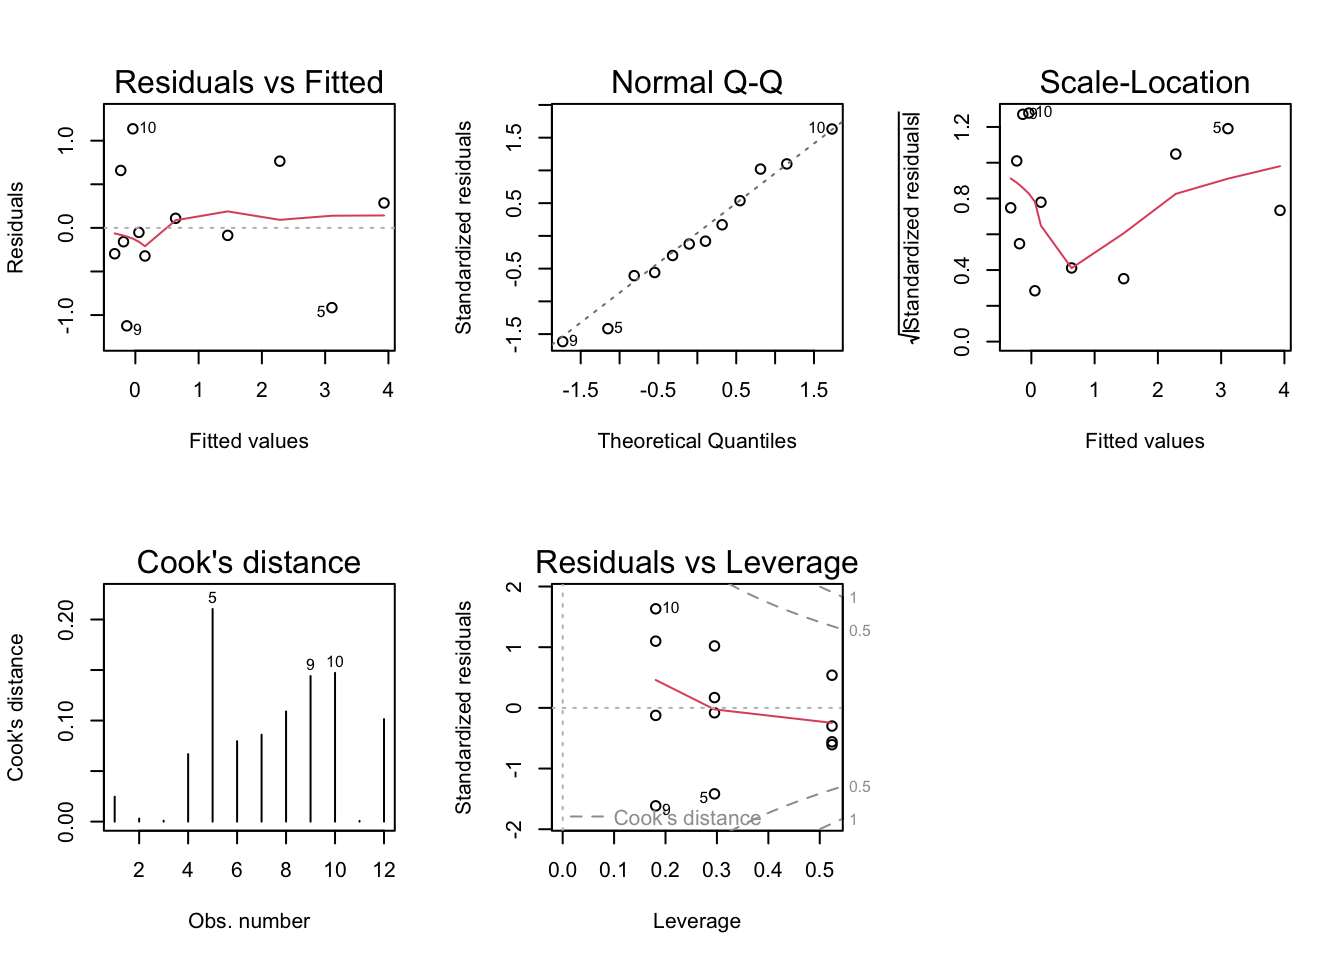 Residuals vs Fitted
Residuals
-1.0 0.0 1.0
10
9
5
0 1 2 3 4
Fitted values
Normal Q-Q
Standardized residuals
-1.5 -0.5 0.5 1.5
10
5
9
-1.5 -0.5 0.5 1.5
Theoretical Quantiles
Scale-Location
√|Standardized residuals|
0.0 0.4 0.8 1.2
9
10
5
0 1 2 3 4
Fitted values
Cook's distance
Cook's distance
0.00 0.10 0.20
5
9
10
2 4 6 8 10 12
Obs. number
Residuals vs Leverage
Standardized residuals
-2 -1 0 1 2
10
9
5
1
0.5
0.5
1
Cook's distance
0.0 0.1 0.2 0.3 0.4 0.5
Leverage